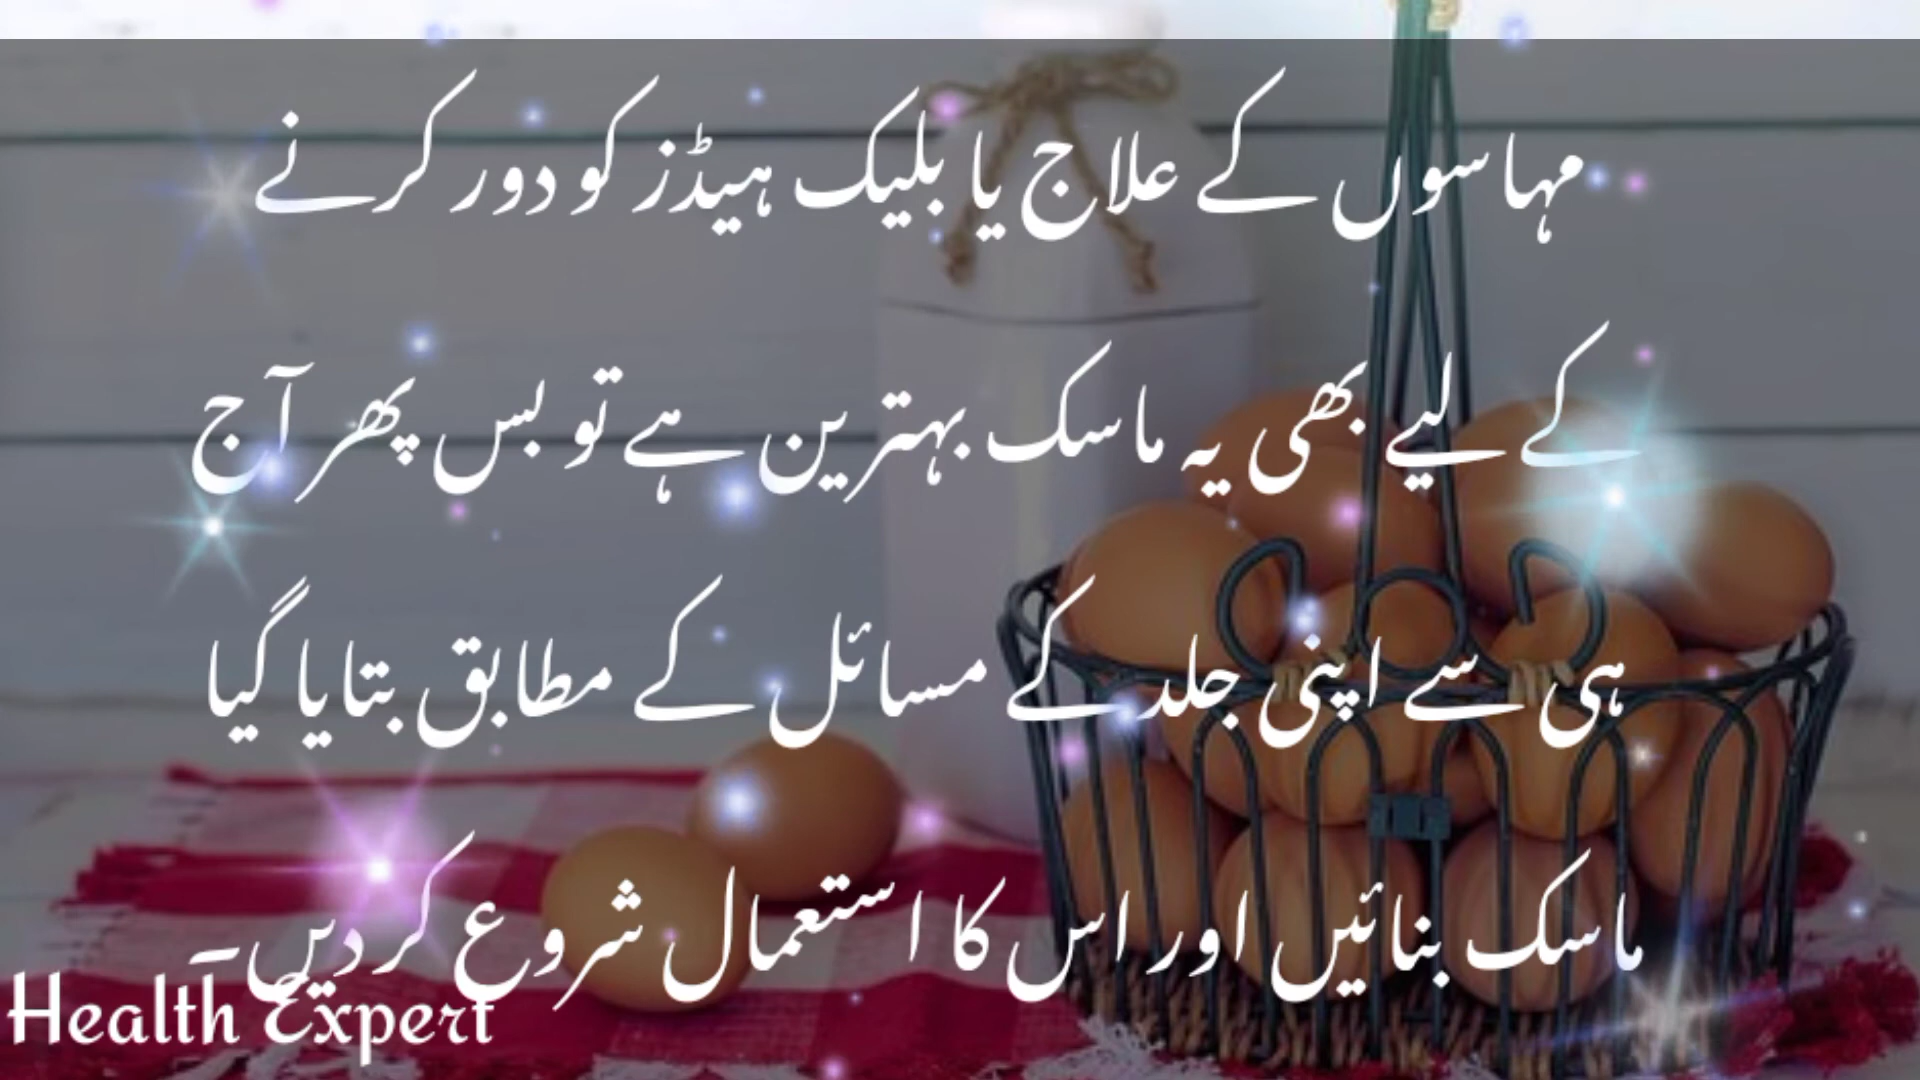 مہاسوں کے علاج یا بلیک ہیڈز کو دور کرنے
کے لیے بھی یہ ماسک بہترین ہے تو بس پھر آج
ہی سے اپنی جلد کے مسائل کے مطابق بتایا گیا
ماسک بنائیں اور اس کا استعمال شروع کر دیں۔
Health Expert